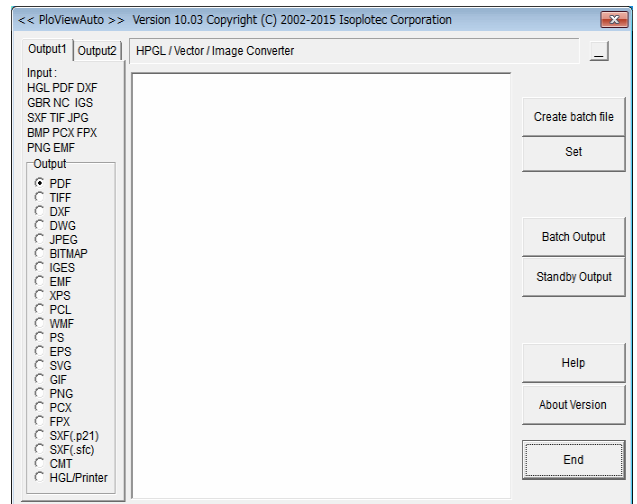 << PloViewAuto >> Version 10.03 Copyright (C) 2002-2015 Isoplotec Corporation
Output1 Output2
HPGL / Vector / Image Converter
Input :
HGL PDF DXF
GBR NC IGS
SXF TIF JPG
BMP PCX FPX
PNG EMF
Output
PDF
TIFF
DXF
DWG
JPEG
BITMAP
IGES
EMF
XPS
PCL
WMF
PS
EPS
SVG
GIF
PNG
PCX
FPX
SXF(.p21)
SXF(.sfc)
CMT
HGL/Printer
Create batch file
Set
Batch Output
Standby Output
Help
About Version
End